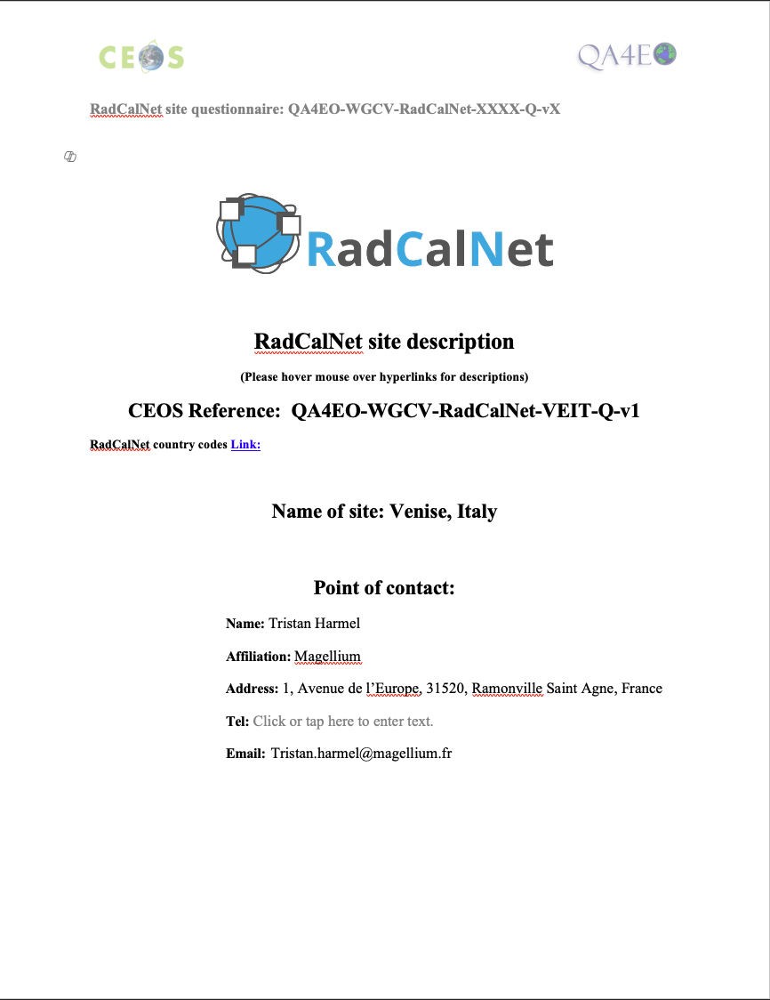 CEOS QA4EO
RadCalNet site questionnaire: QA4EO-WGCV-RadCalNet-XXXX-Q-vX
RadCalNet
RadCalNet site description
(Please hover mouse over hyperlinks for descriptions)
CEOS Reference: QA4EO-WGCV-RadCalNet-VEIT-Q-v1
RadCalNet country codes Link:
Name of site: Venise, Italy
Point of contact:
Name: Tristan Harmel
Affiliation: Magellium
Address: 1, Avenue de l’Europe, 31520, Ramonville Saint Agne, France
Tel: Click or tap here to enter text.
Email: Tristan.harmel@magellium.fr